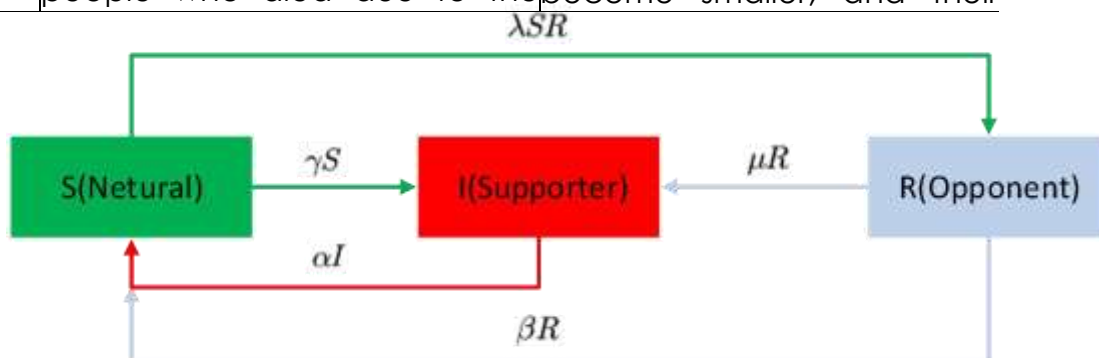 λSR
S(Netural)
γS
I(Supporter)
μR
R(Opponent)
αI
βR